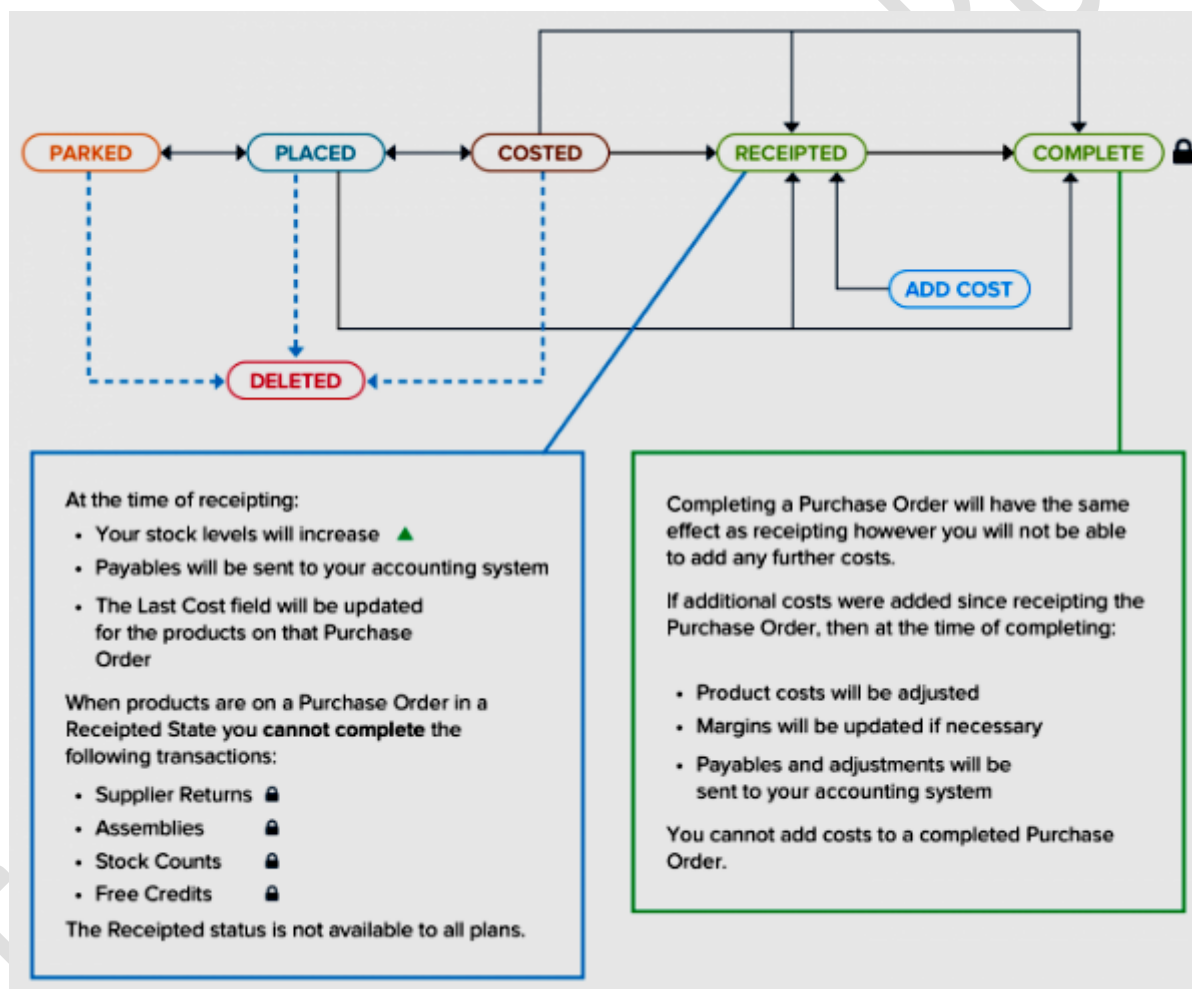 PARKED
PLACED
COSTED
RECEIPTED
COMPLETE
ADD COST
DELETED
At the time of receipting:
• Your stock levels will increase ▲
• Payables will be sent to your accounting system
• The Last Cost field will be updated
for the products on that Purchase
Order
When products are on a Purchase Order in a
Receipted State you cannot complete the
following transactions:
• Supplier Returns
• Assemblies
• Stock Counts
• Free Credits
The Receipted status is not available to all plans.
Completing a Purchase Order will have the same
effect as receipting however you will not be able
to add any further costs.
If additional costs were added since receipting the
Purchase Order, then at the time of completing:
• Product costs will be adjusted
• Margins will be updated if necessary
• Payables and adjustments will be
sent to your accounting system
You cannot add costs to a completed Purchase
Order.